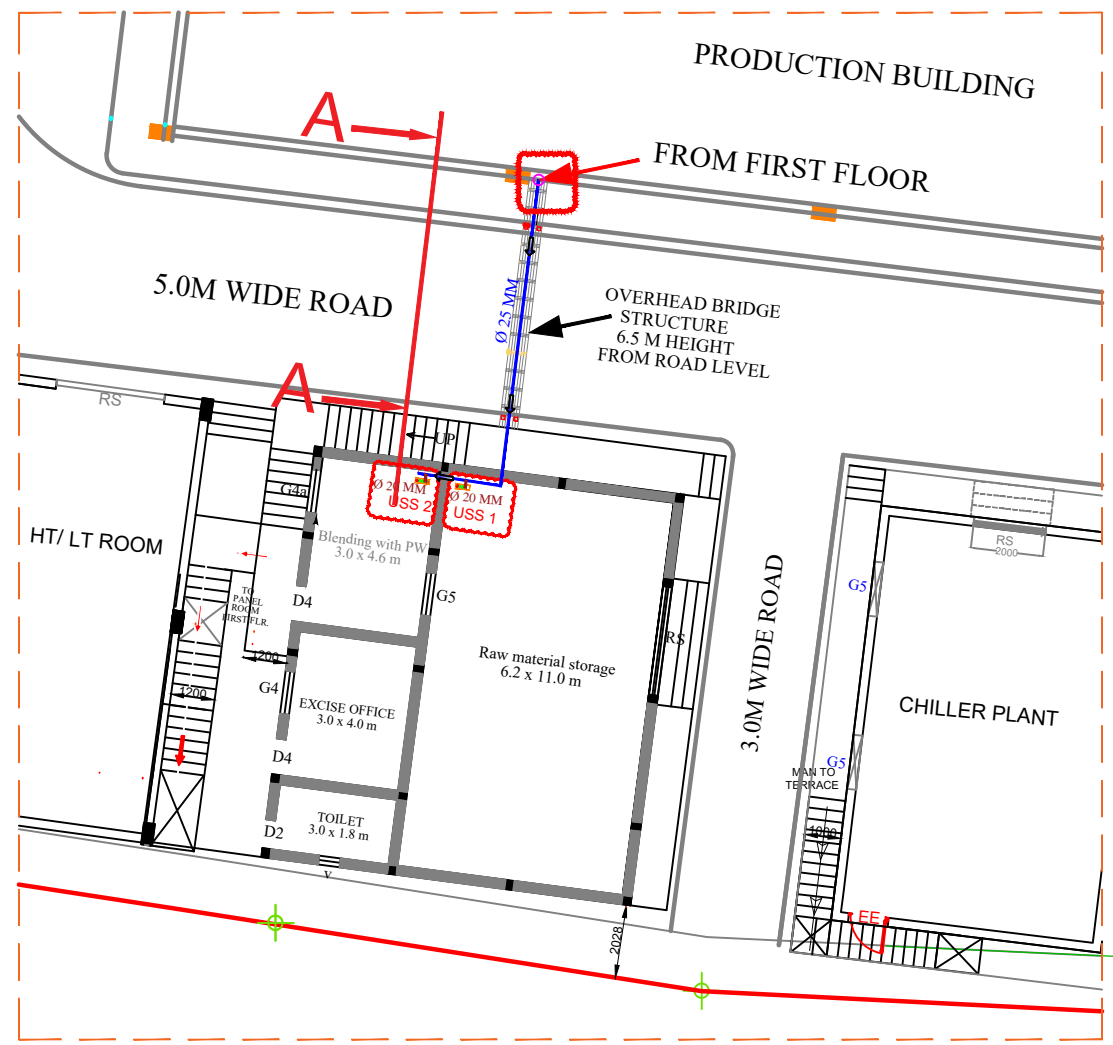 PRODUCTION BUILDING
A
FROM FIRST FLOOR
5.0M WIDE ROAD
Ø 25 MM
OVERHEAD BRIDGE
STRUCTURE
6.5 M HEIGHT
FROM ROAD LEVEL
A
RS
UP
G4a
Ø 20 MM
USS 2
Ø 20 MM
USS 1
HT/ LT ROOM
Blending with PW
3.0 x 4.6 m
RS
2000
TO
PANEL
ROOM
FIRST FLR.
D4
G5
G5
RS
1200
G4
1200
Raw material storage
6.2 x 11.0 m
3.0M WIDE ROAD
EXCISE OFFICE
3.0 x 4.0 m
CHILLER PLANT
D4
G5
MAN TO
TERRACE
TOILET
3.0 x 1.8 m
D2
V
EE
2028